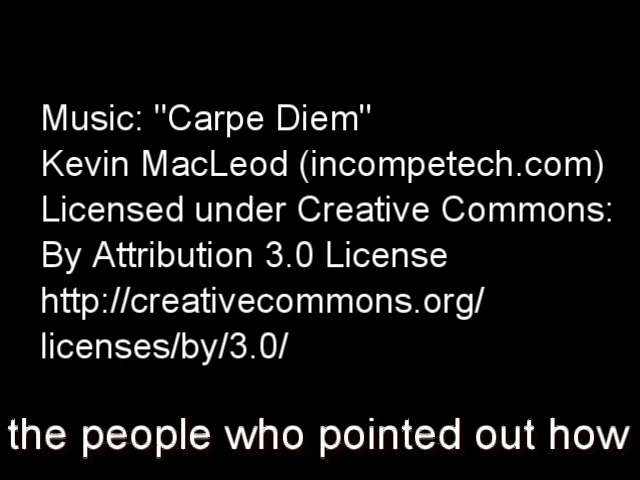 Music: "Carpe Diem"
Kevin MacLeod (incompetech.com)
Licensed under Creative Commons:
By Attribution 3.0 License
http://creativecommons.org/
licenses/by/3.0/
the people who pointed out how